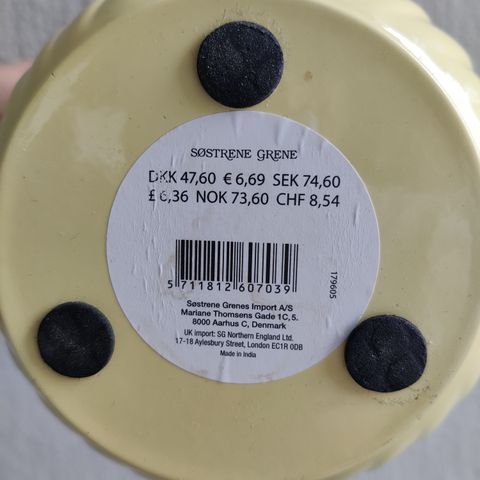 SØSTRENE GRENE
DKK 47,60 € 6,69 SEK 74,60
£ 6,36 NOK 73,60 CHF 8,54
5 711812 607039
179605
Søstrene Grenes Import A/S
Mariane Thomsens Gade 1C, 5.
8000 Aarhus C, Denmark
UK import: SG Northern England Ltd.
17-18 Aylesbury Street, London EC1R 0DB
Made in India